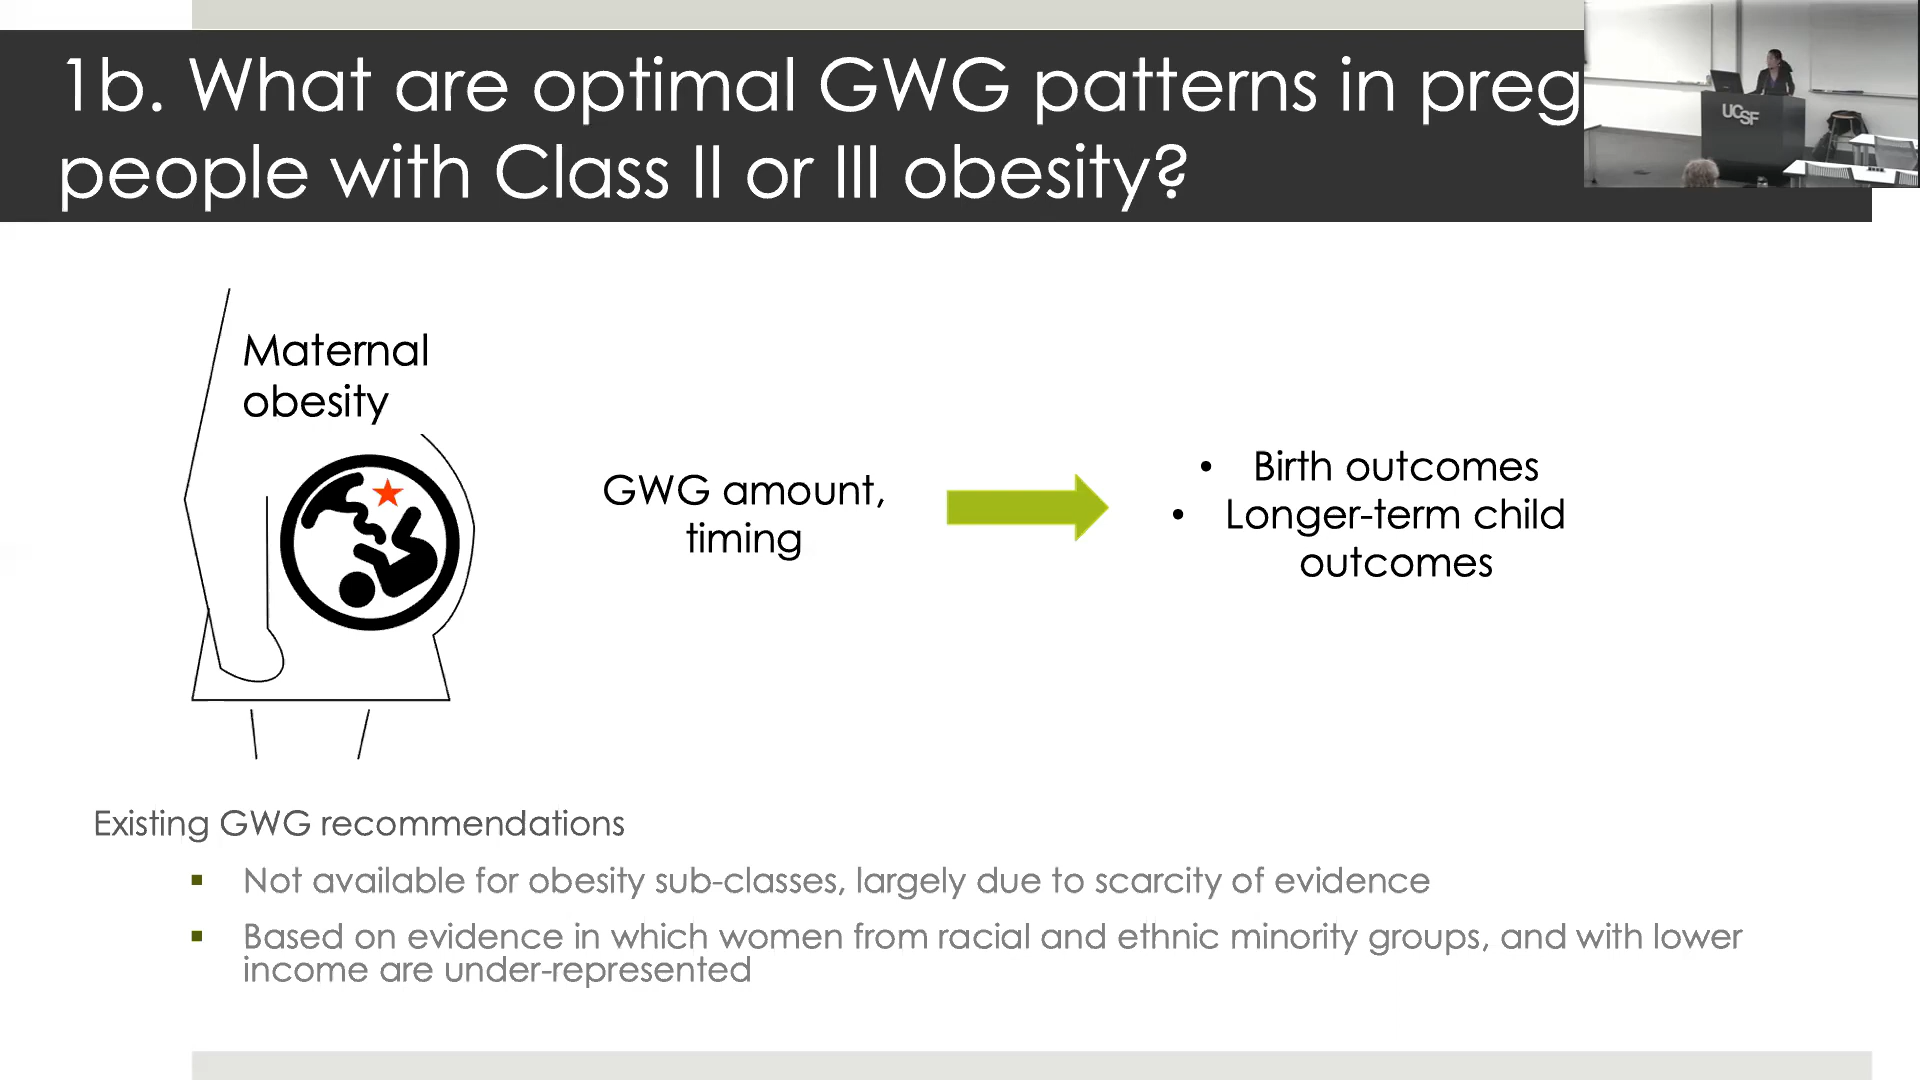 1b. What are optimal GWG patterns in preg
people with Class II or III obesity?
UCSF
Maternal
obesity
GWG amount,
timing
• Birth outcomes
• Longer-term child
outcomes
Existing GWG recommendations
▪ Not available for obesity sub-classes, largely due to scarcity of evidence
▪ Based on evidence in which women from racial and ethnic minority groups, and with lower
income are under-represented